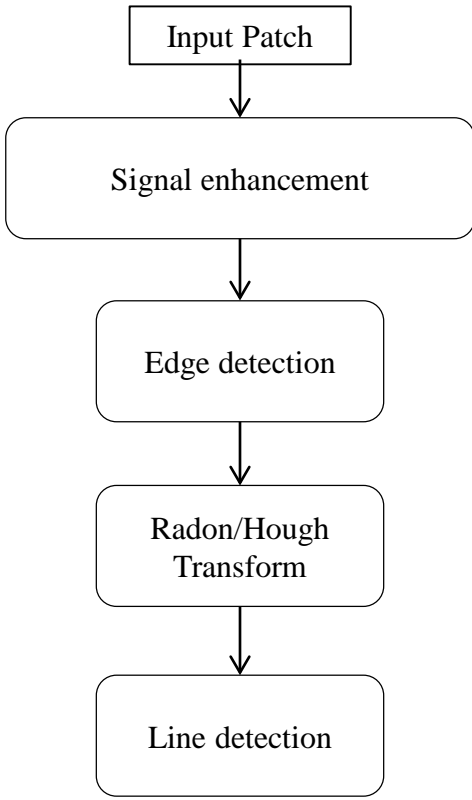 Input Patch
Signal enhancement
Edge detection
Radon/Hough
Transform
Line detection